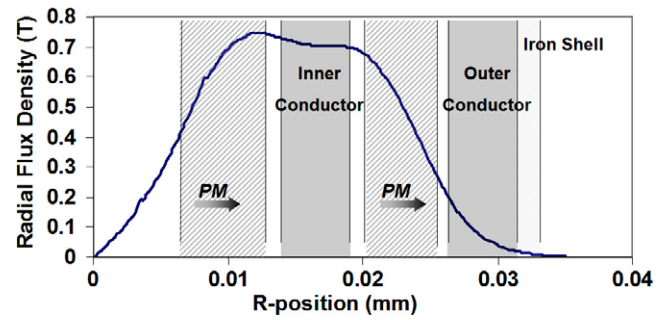 Radial Flux Density (T)
0.8
0.7
0.6
0.5
0.4
0.3
0.2
0.1
0
Inner
Conductor
Outer
Conductor
Iron Shell
PM
PM
0
0.01
0.02
0.03
0.04
R-position (mm)